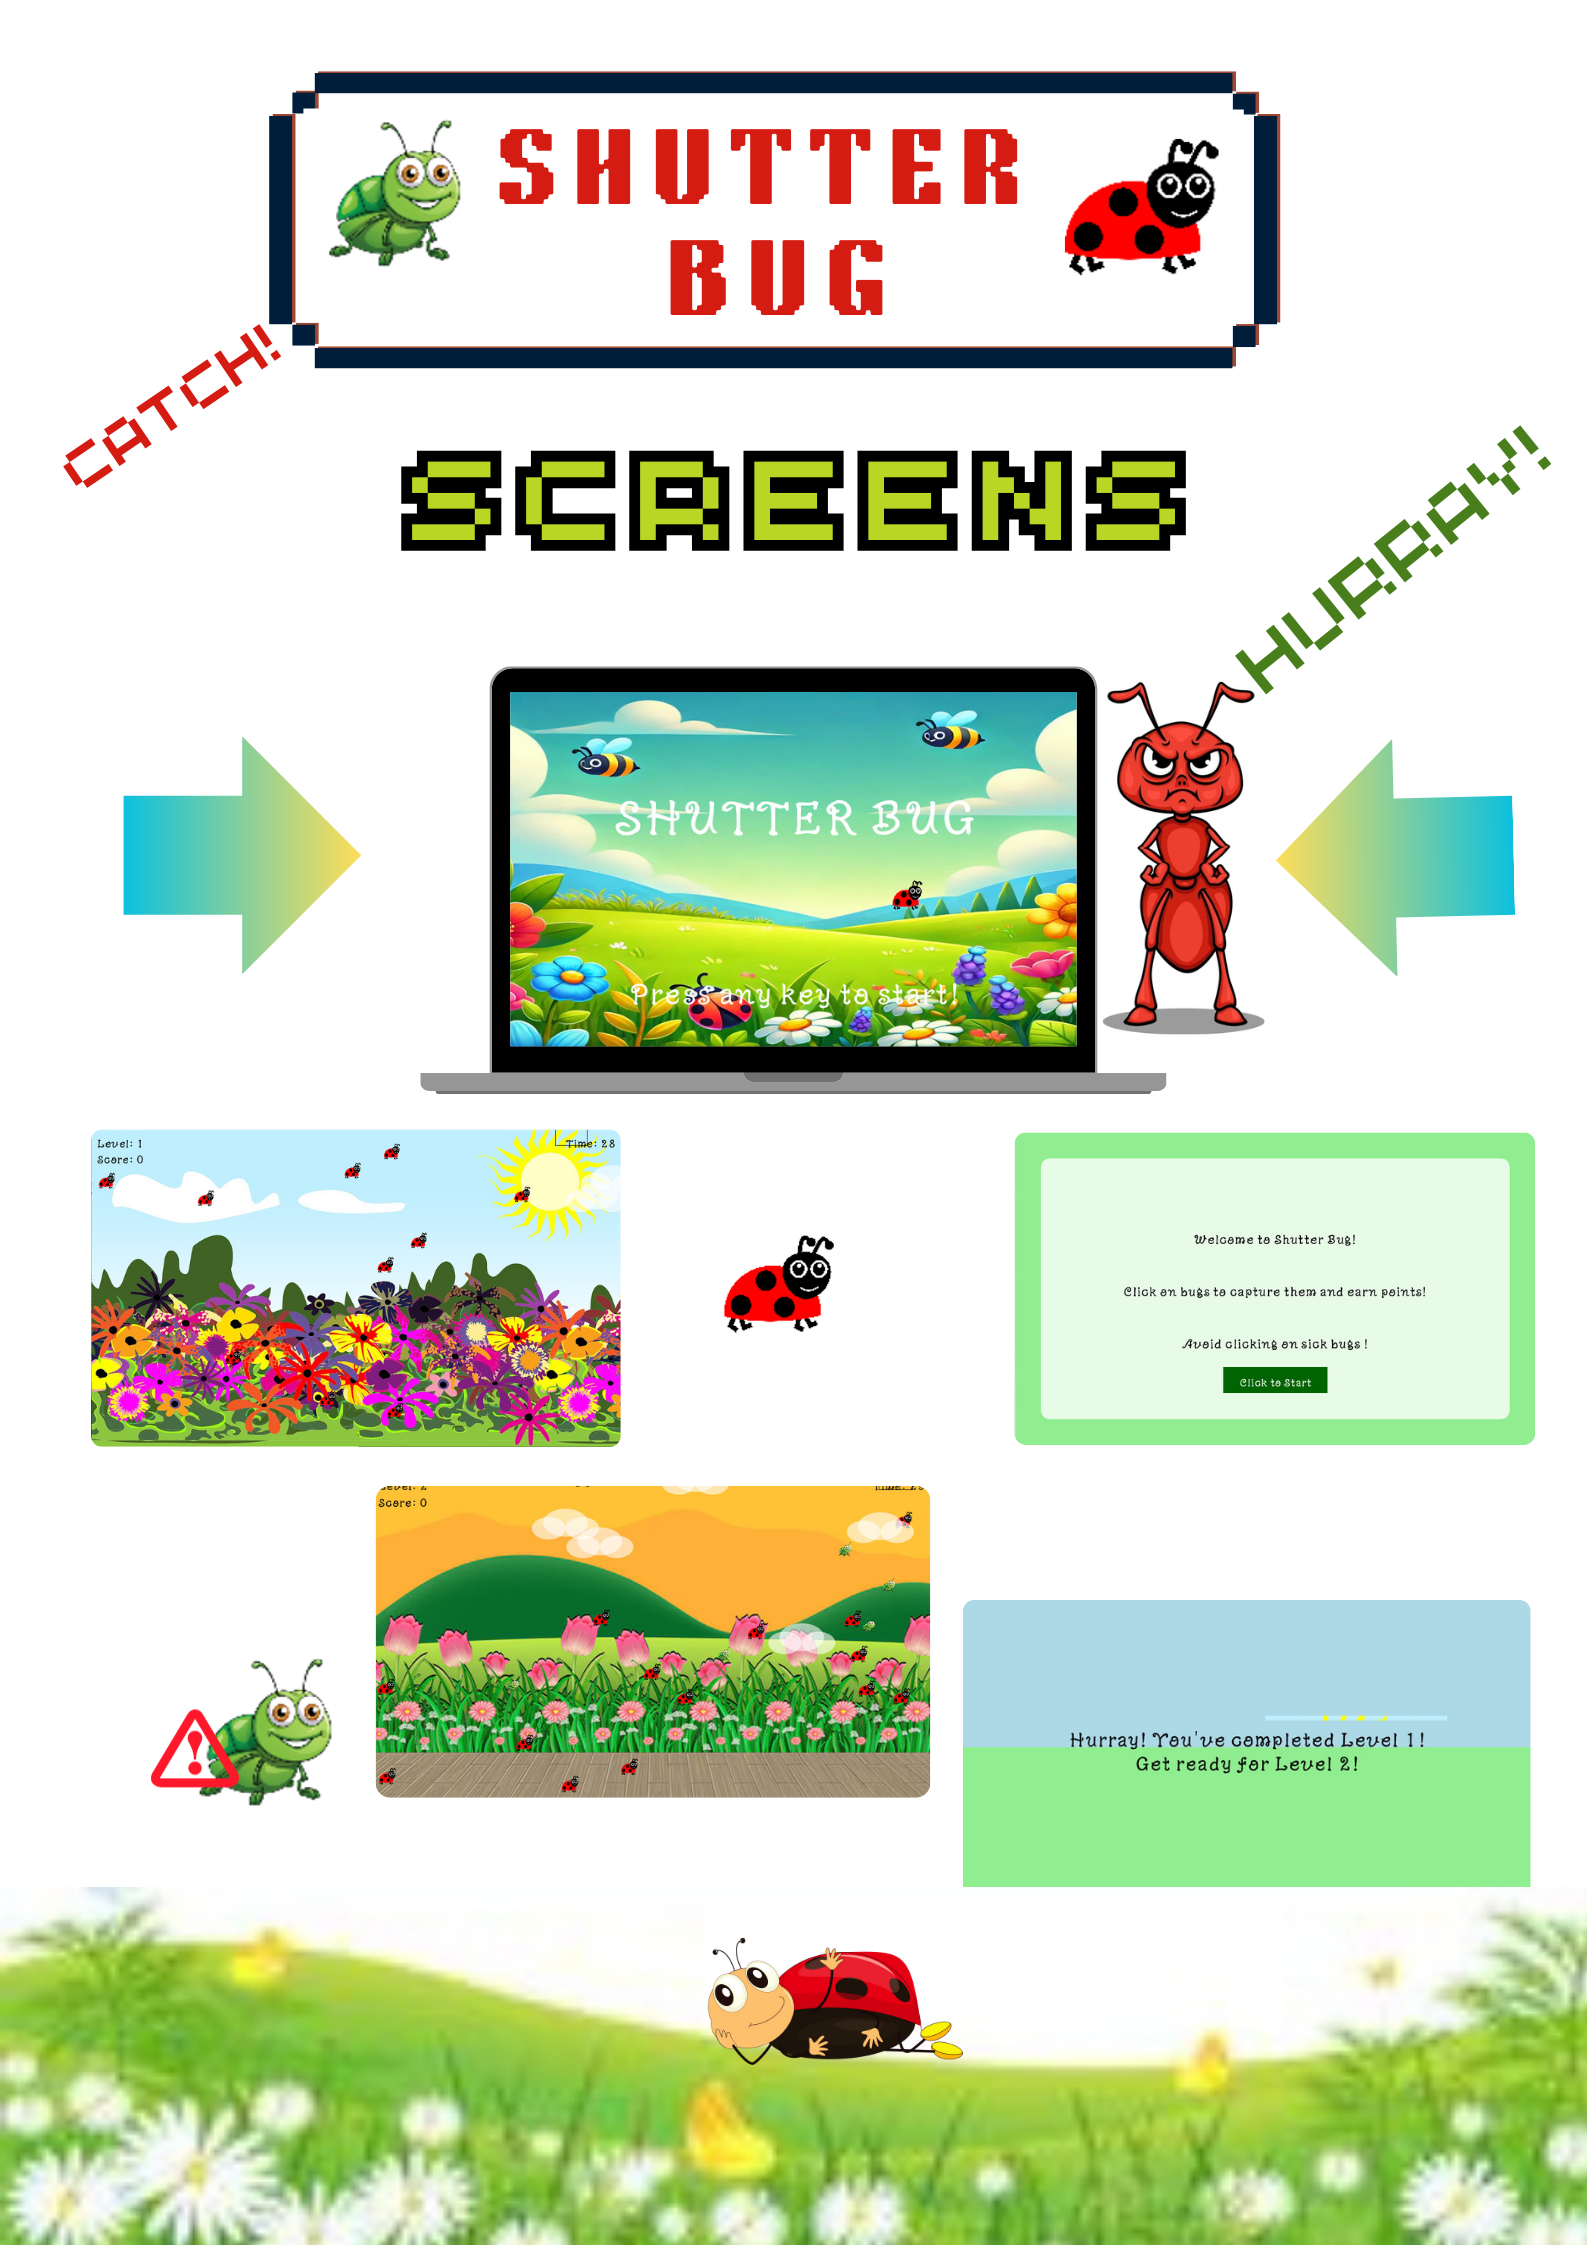 SHUTTER
BUG
CATCH!
SCREENS
HURRAY!
SHUTTER BUG
Press any key to start!
Level: 1
Time: 28
Score: 0
Welcome to Shutter Bug!
Click on bugs to capture them and earn points!
Avoid clicking on sick bugs !
Click to Start
Level: 2
Score: 0
Hurray! You've completed Level 1!
Get ready for Level 2!